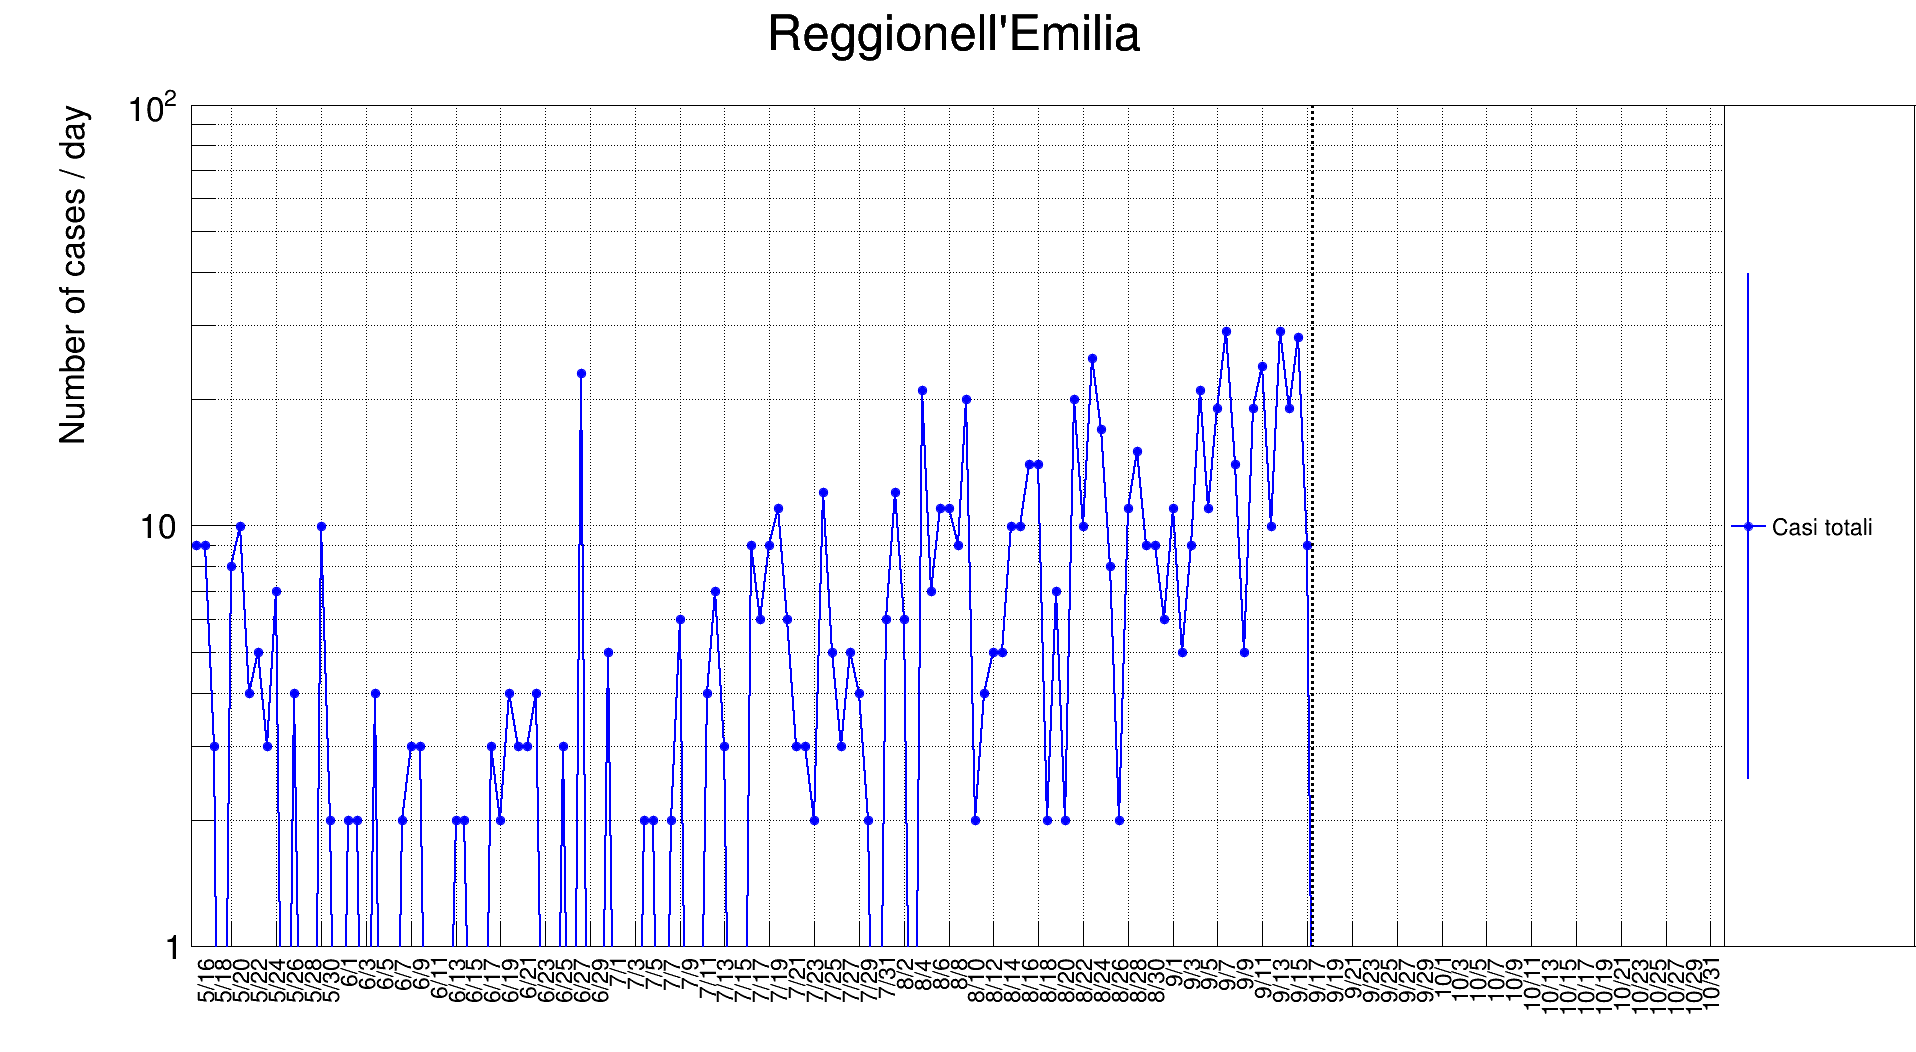 Reggionell'Emilia
Number of cases / day
10²
10
1
5/16 5/18 5/20 5/22 5/24 5/26 5/28 5/30 6/1 6/3 6/5 6/7 6/9 6/11 6/13 6/15 6/17 6/19 6/21 6/23 6/25 6/27 6/29 7/1 7/3 7/5 7/7 7/9 7/11 7/13 7/15 7/17 7/19 7/21 7/23 7/25 7/27 7/29 7/31 8/2 8/4 8/6 8/8 8/10 8/12 8/14 8/16 8/18 8/20 8/22 8/24 8/26 8/28 8/30 9/1 9/3 9/5 9/7 9/9 9/11 9/13 9/15 9/17 9/19 9/21 9/23 9/25 9/27 9/29 10/1 10/3 10/5 10/7 10/9 10/11 10/13 10/15 10/17 10/19 10/21 10/23 10/25 10/27 10/29 10/31
Casi totali